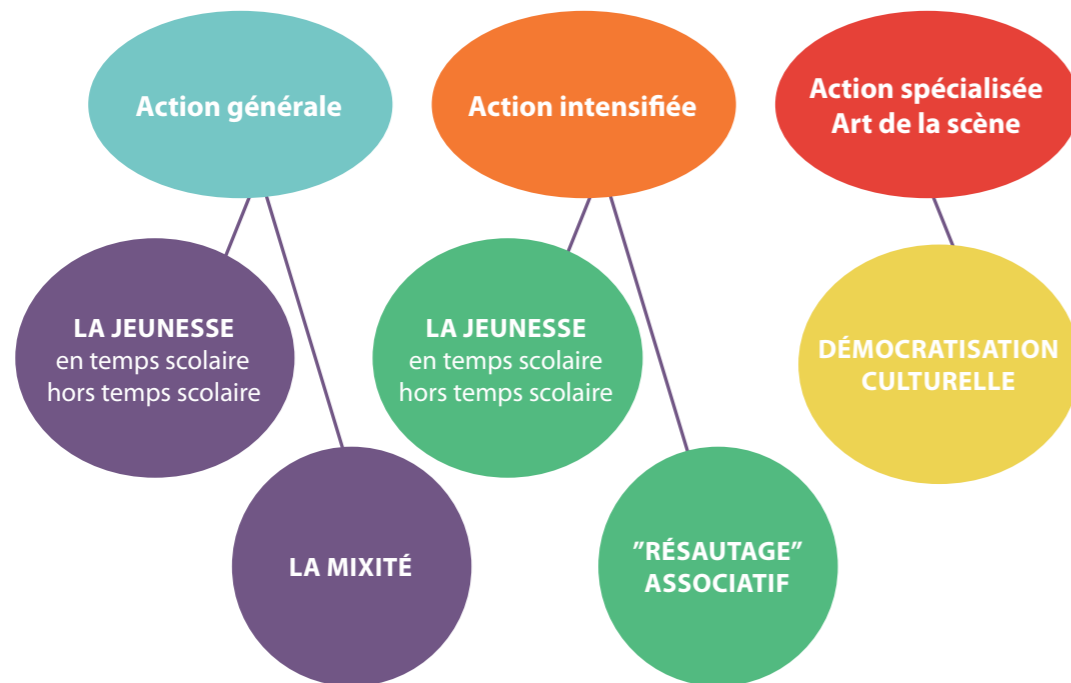 Action générale
Action intensifiée
Action spécialisée
Art de la scène
LA JEUNESSE
en temps scolaire
hors temps scolaire
LA JEUNESSE
en temps scolaire
hors temps scolaire
DÉMOCRATISATION
CULTURELLE
LA MIXITÉ
”RÉSAUTAGE”
ASSOCIATIF